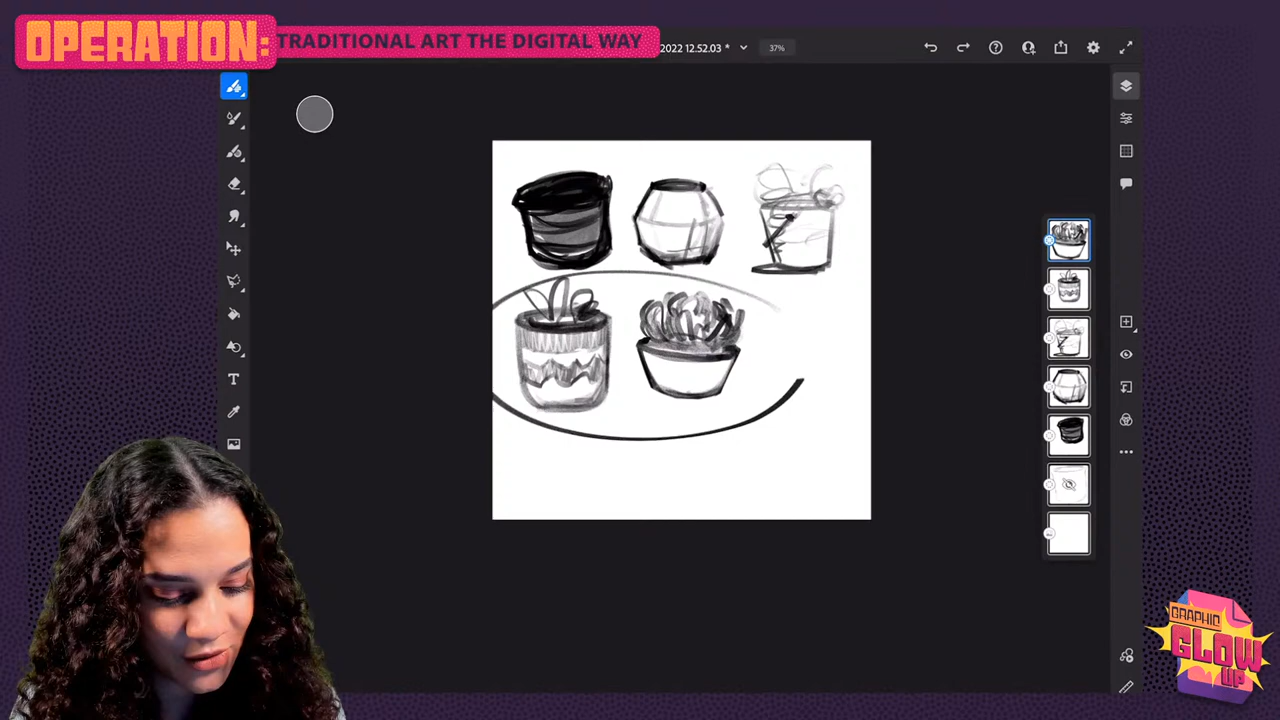 OPERATION:
TRADITIONAL ART THE DIGITAL WAY
2022 12.52.03 *
37%
T
GRAPHIC
GLOW
UP